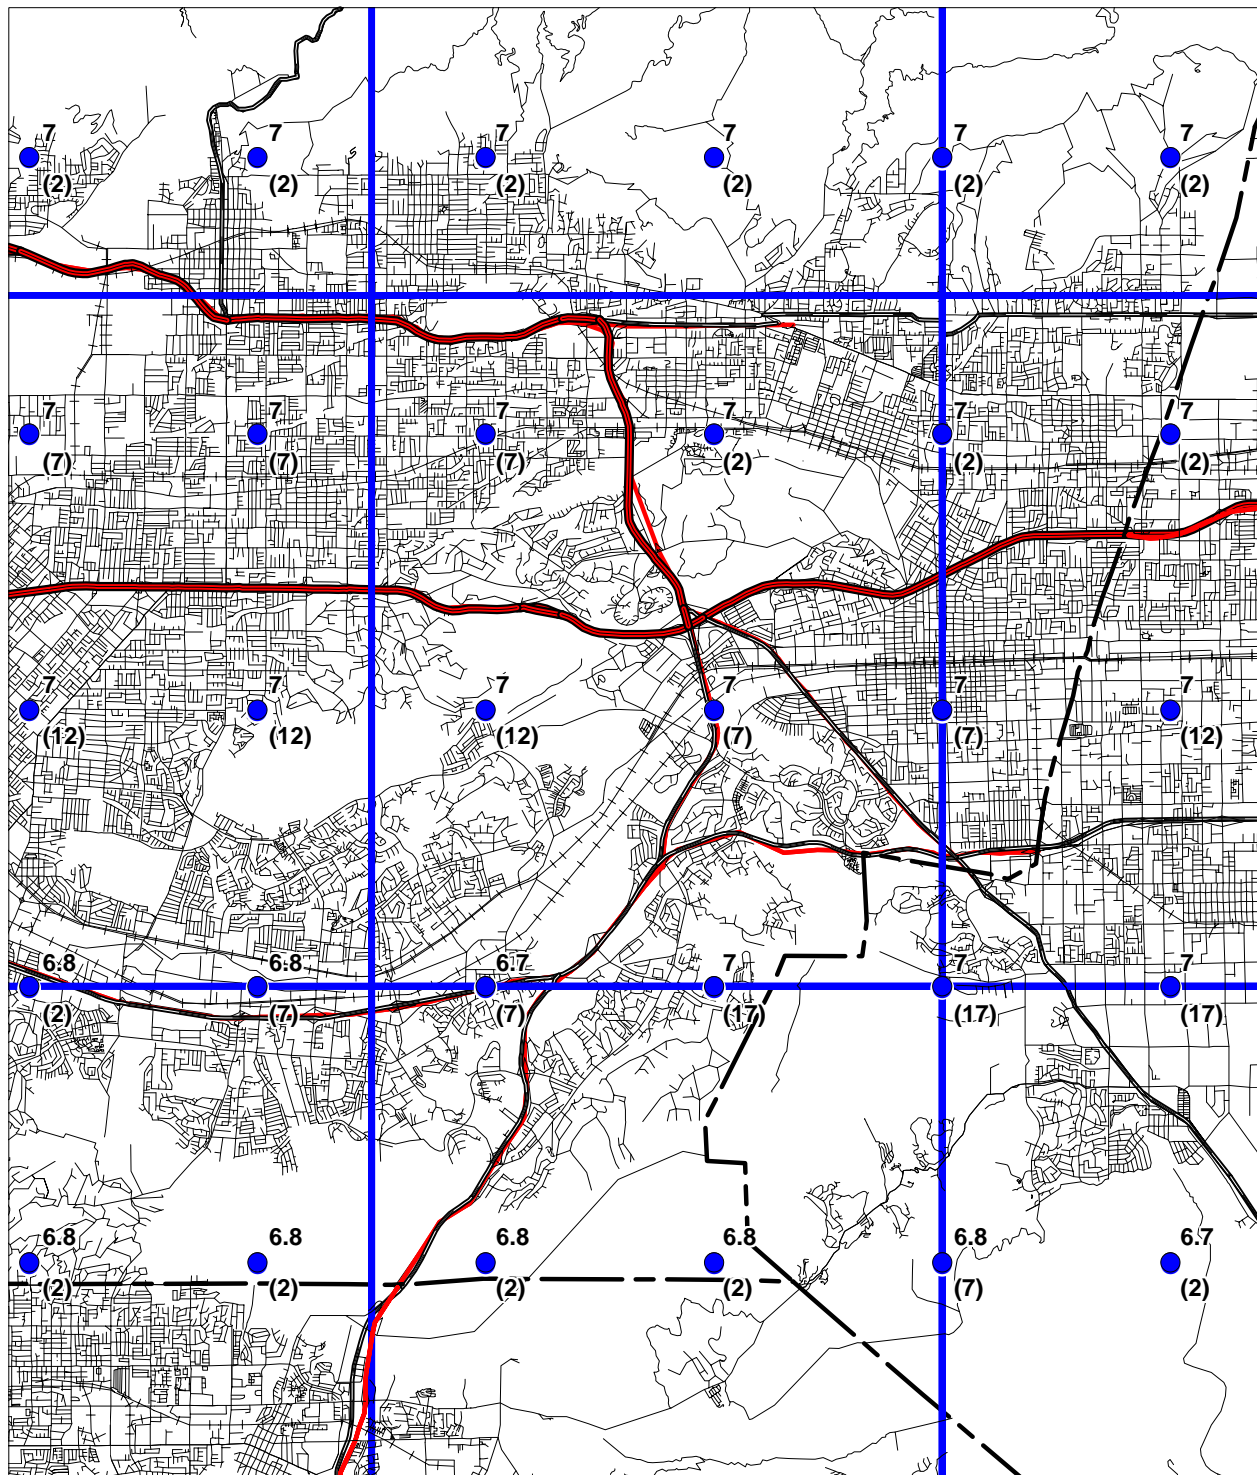 7 7 7 7 7 7
(2) (2) (2) (2) (2) (2)
7 7 7 7 7 7
(7) (7) (7) (2) (2) (2)
7 7 7 7 7 7
(12) (12) (12) (7) (7) (12)
6.8 6.8 6.7 7 7 7
(2) (7) (7) (17) (17) (17)
6.8 6.8 6.8 6.8 6.8 6.7
(2) (2) (2) (2) (7) (2)